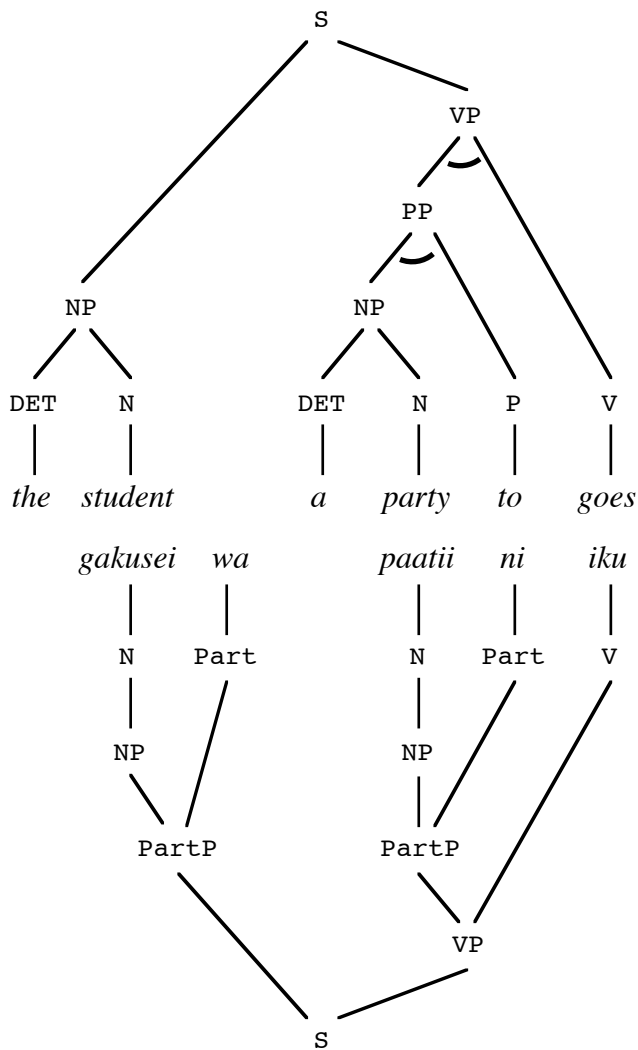 S
VP
PP
NP NP
DET N DET N P V
the student a party to goes
gakusei wa paatii ni iku
N Part N Part V
NP NP
PartP PartP
VP
S